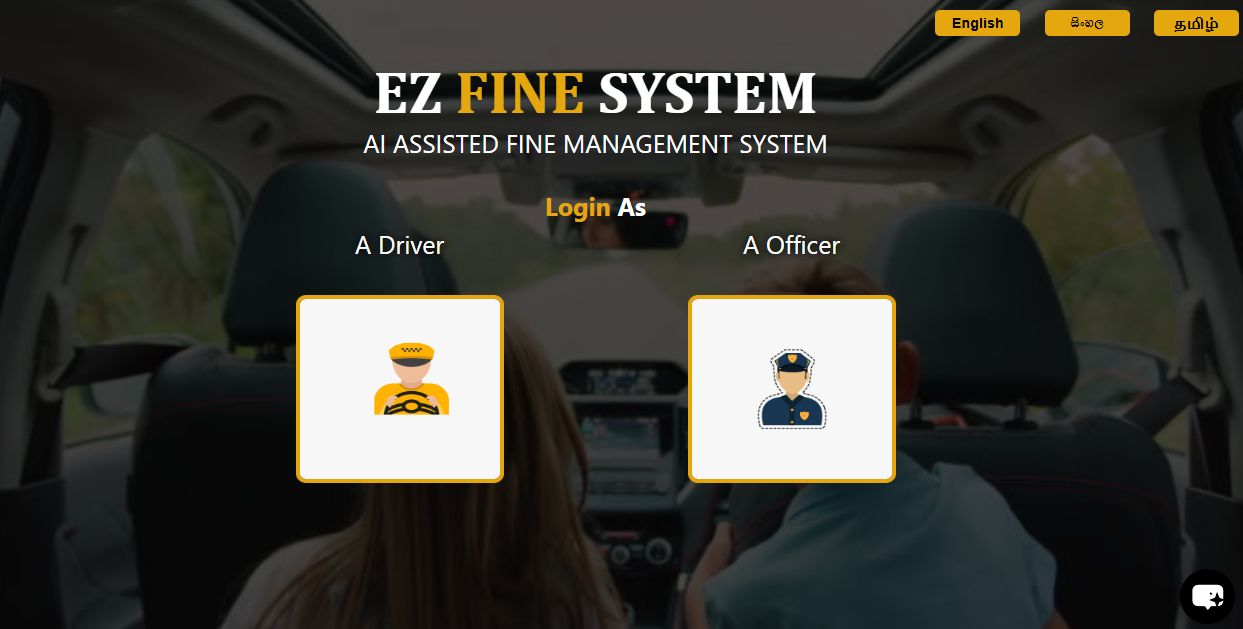 English
සිංහල
தமிழ்
EZ FINE SYSTEM
AI ASSISTED FINE MANAGEMENT SYSTEM
Login As
A Driver
A Officer